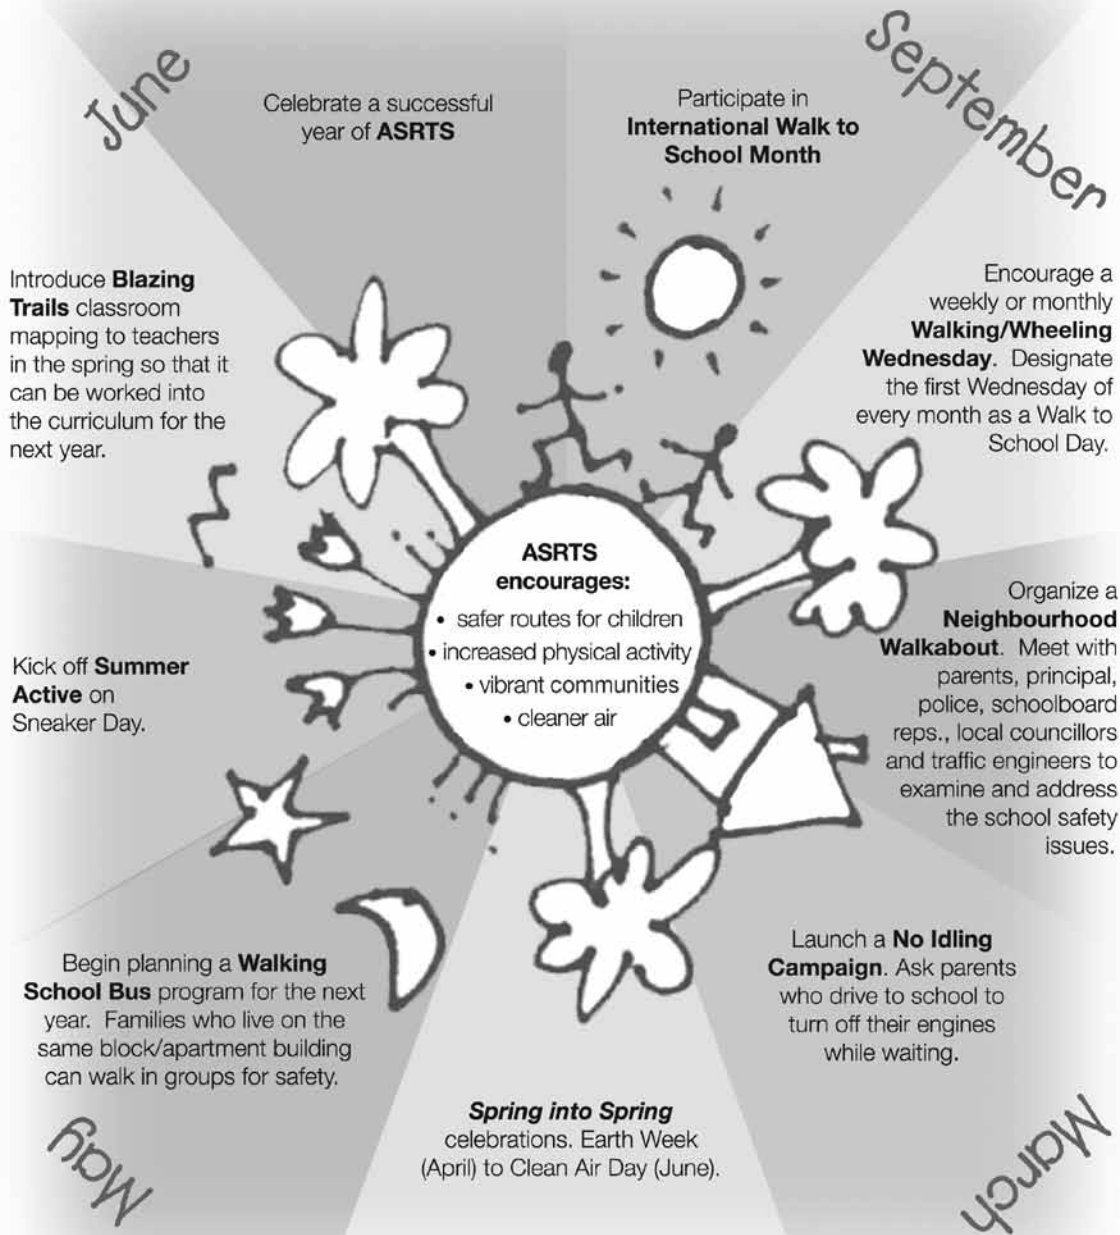 June
September
Celebrate a successful
year of ASRTS
Participate in
International Walk to
School Month
Encourage a
weekly or monthly
Walking/Wheeling
Wednesday. Designate
the first Wednesday of
every month as a Walk to
School Day.
Organize a
Neighbourhood
Walkabout. Meet with
parents, principal,
police, schoolboard
reps., local councillors
and traffic engineers to
examine and address
the school safety
issues.
Launch a No Idling
Campaign. Ask parents
who drive to school to
turn off their engines
while waiting.
March
Spring into Spring
celebrations. Earth Week
(April) to Clean Air Day (June).
Begin planning a Walking
School Bus program for the next
year. Families who live on the
same block/apartment building
can walk in groups for safety.
May
Kick off Summer
Active on
Sneaker Day.
Introduce Blazing
Trails classroom
mapping to teachers
in the spring so that it
can be worked into
the curriculum for the
next year.
ASRTS
encourages:
• safer routes for children
• increased physical activity
• vibrant communities
• cleaner air